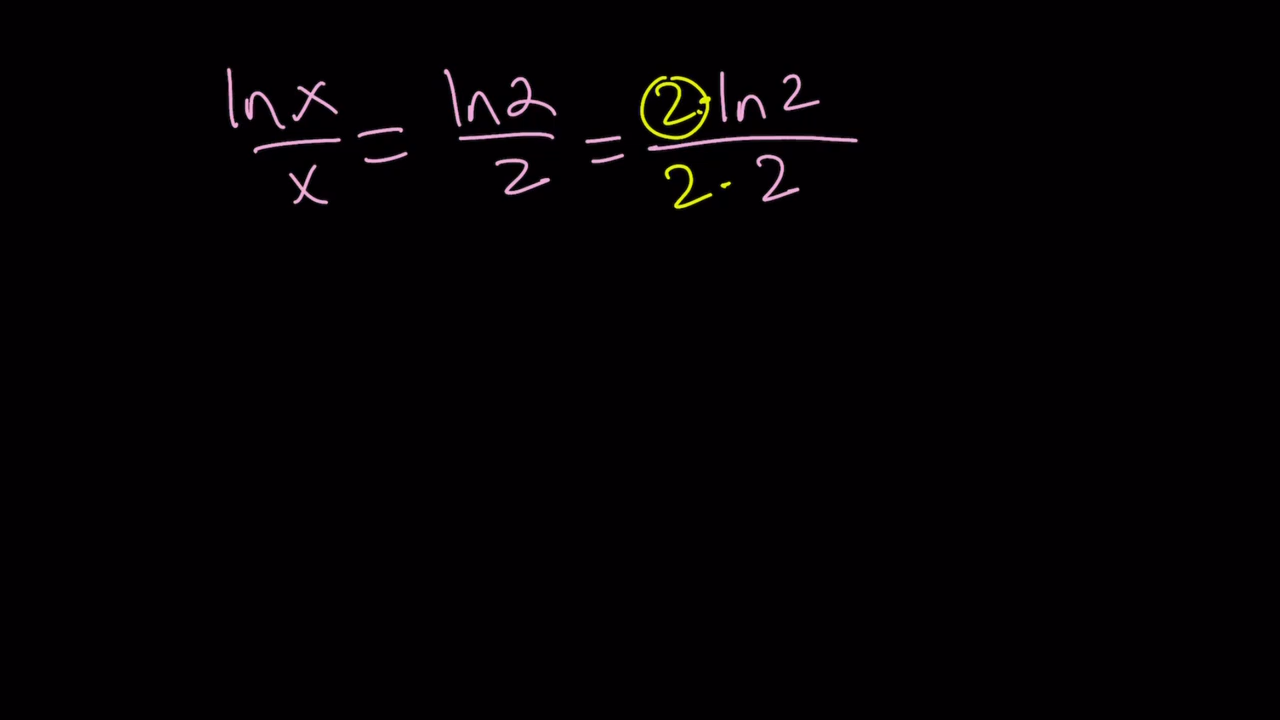 ln x / x = ln 2 / 2 = 2·ln 2 / 2·2